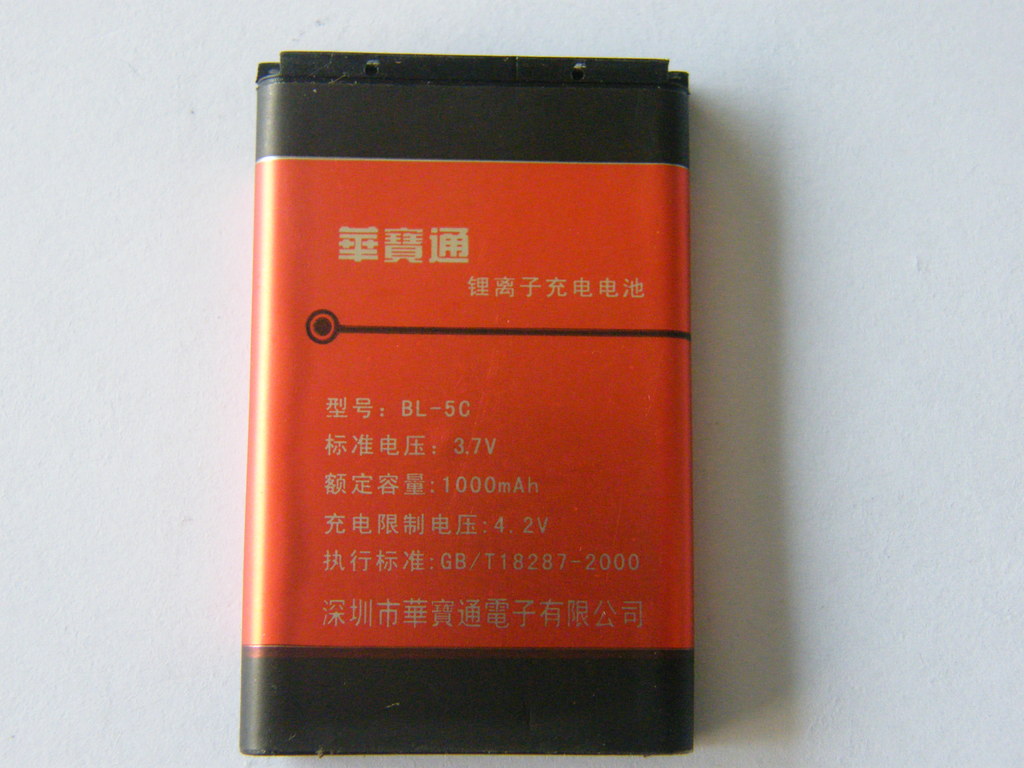 華寶通
锂离子充电电池
型号：BL-5C
标准电压：3.7V
额定容量:1000mAh
充电限制电压:4.2V
执行标准:GB/T18287-2000
深圳市華寶通電子有限公司